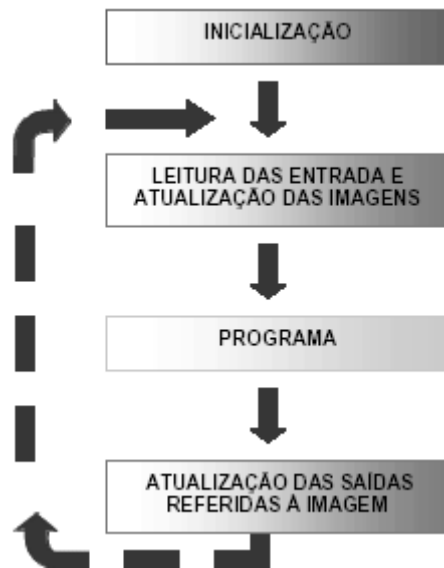 INICIALIZAÇÃO
LEITURA DAS ENTRADA E
ATUALIZAÇÃO DAS IMAGENS
PROGRAMA
ATUALIZAÇÃO DAS SAÍDAS
REFERIDAS À IMAGEM